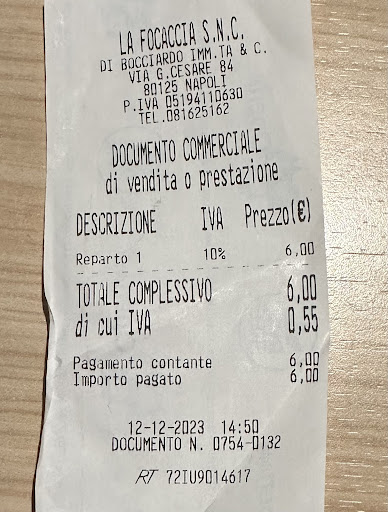 LA FOCACCIA S.N.C.
DI BOCCIARDO IMM.TA & C.
VIA G.CESARE 84
80125 NAPOLI
P.IVA 05194110630
TEL.081625162
DOCUMENTO COMMERCIALE
di vendita o prestazione
DESCRIZIONE IVA Prezzo(€)
Reparto 1 10% 6,00
TOTALE COMPLESSIVO 6,00
di cui IVA 0,55
Pagamento contante 6,00
Importo pagato 6,00
12-12-2023 14:50
DOCUMENTO N. 0754-0132
RT 72IU9014617